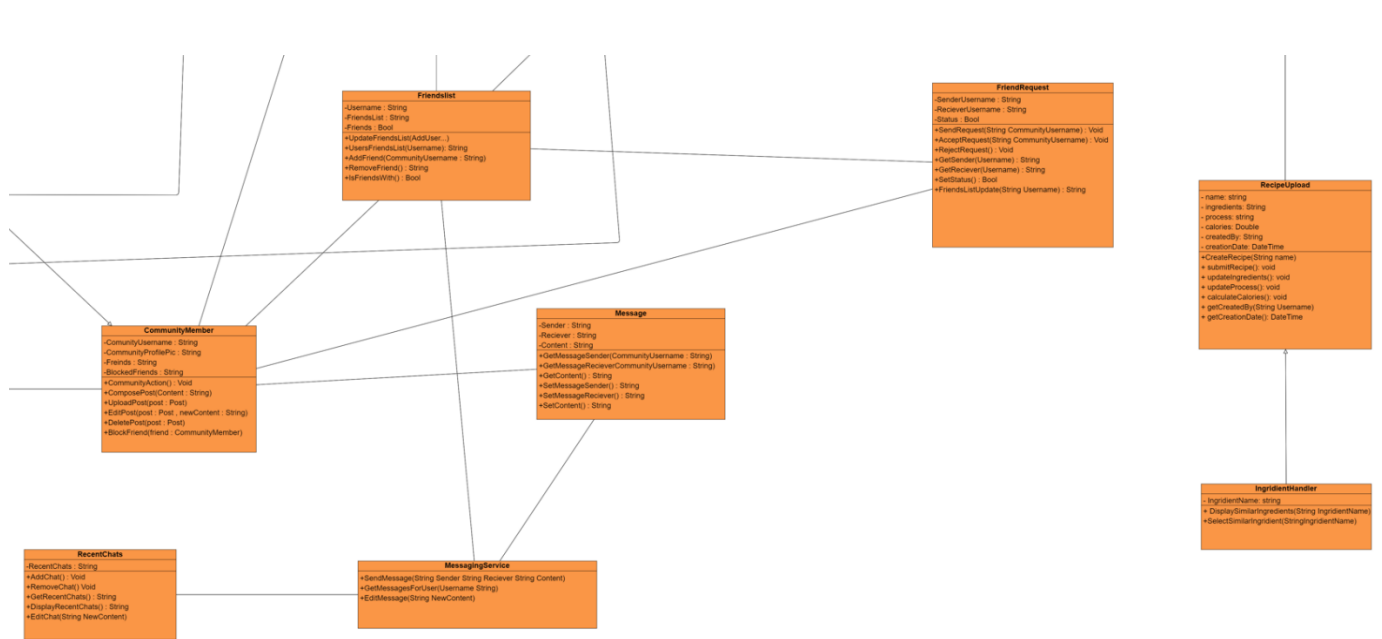 Friendslist
-Username : String
-FriendsList : String
-Friends : Bool
+UpdateFriendsList(AddUser...)
+UsersFriendsList(Username): String
+AddFriend(CommunityUsername : String)
+RemoveFriend() : String
+IsFriendsWith() : Bool
FriendRequest
-SenderUsername : String
-RecieverUsername : String
-Status : Bool
+SendRequest(String CommunityUsername) : Void
+AcceptRequest(String CommunityUsername) : Void
+RejectRequest() : Void
+GetSender(Username) : String
+GetReciever(Username) : String
+SetStatus() : Bool
+FriendsListUpdate(String Username) : String
RecipeUpload
- name: string
- ingredients: String
- process: string
- calories: Double
- createdBy: String
- creationDate: DateTime
+CreateRecipe(String name)
+ submitRecipe(): void
+ updateIngredients(): void
+ updateProcess(): void
+ calculateCalories(): void
+ getCreatedBy(String Username)
+ getCreationDate(): DateTime
CommunityMember
-ComunityUsername : String
-CommunityProfilePic : String
-Freinds : String
-BlockedFriends : String
+CommunityAction() : Void
+ComposePost(Content : String)
+UploadPost(post : Post)
+EditPost(post : Post , newContent : String)
+DeletePost(post : Post)
+BlockFriend(friend : CommunityMember)
Message
-Sender : String
-Reciever : String
-Content : String
+GetMessageSender(CommunityUsername : String)
+GetMessageRecieverCommunityUsername : String)
+GetContent() : String
+SetMessageSender() : String
+SetMessageReciever() : String
+SetContent() : String
IngridientHandler
- IngridientName: string
+ DisplaySimilarIngredients(String IngridientName)
+SelectSimilarIngridient(StringIngridientName)
RecentChats
-RecentChats : String
+AddChat() : Void
+RemoveChat() Void
+GetRecentChats() : String
+DisplayRecentChats() : String
+EditChat(String NewContent)
MessagingService
+SendMessage(String Sender String Reciever String Content)
+GetMessagesForUser(Username String)
+EditMessage(String NewContent)